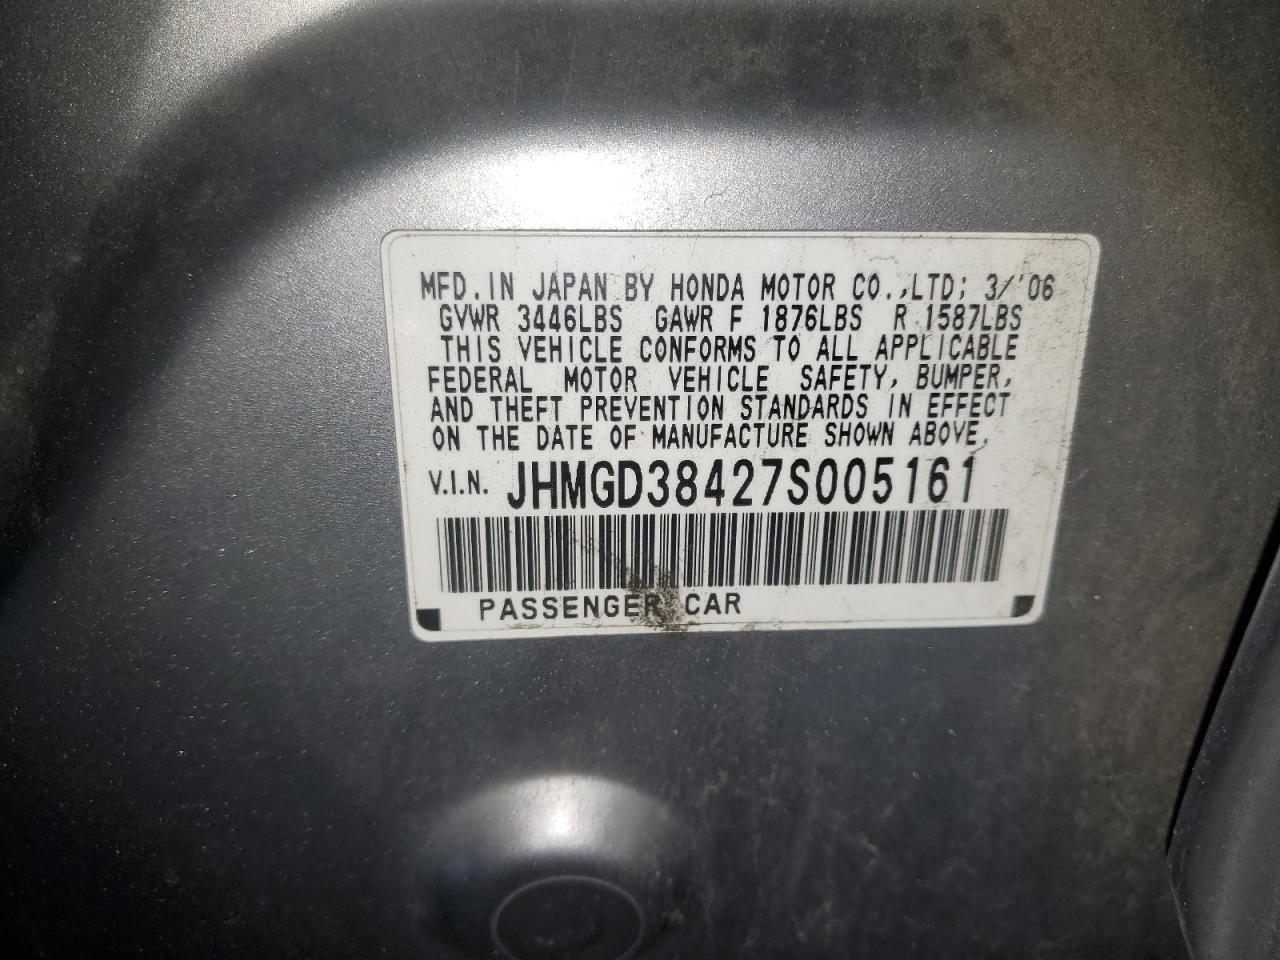 MFD. IN JAPAN BY HONDA MOTOR CO.,LTD; 3/'06
GVWR 3446LBS GAWR F 1876LBS R 1587LBS
THIS VEHICLE CONFORMS TO ALL APPLICABLE
FEDERAL MOTOR VEHICLE SAFETY, BUMPER,
AND THEFT PREVENTION STANDARDS IN EFFECT
ON THE DATE OF MANUFACTURE SHOWN ABOVE.
V.I.N. JHMGD38427S005161
PASSENGER CAR